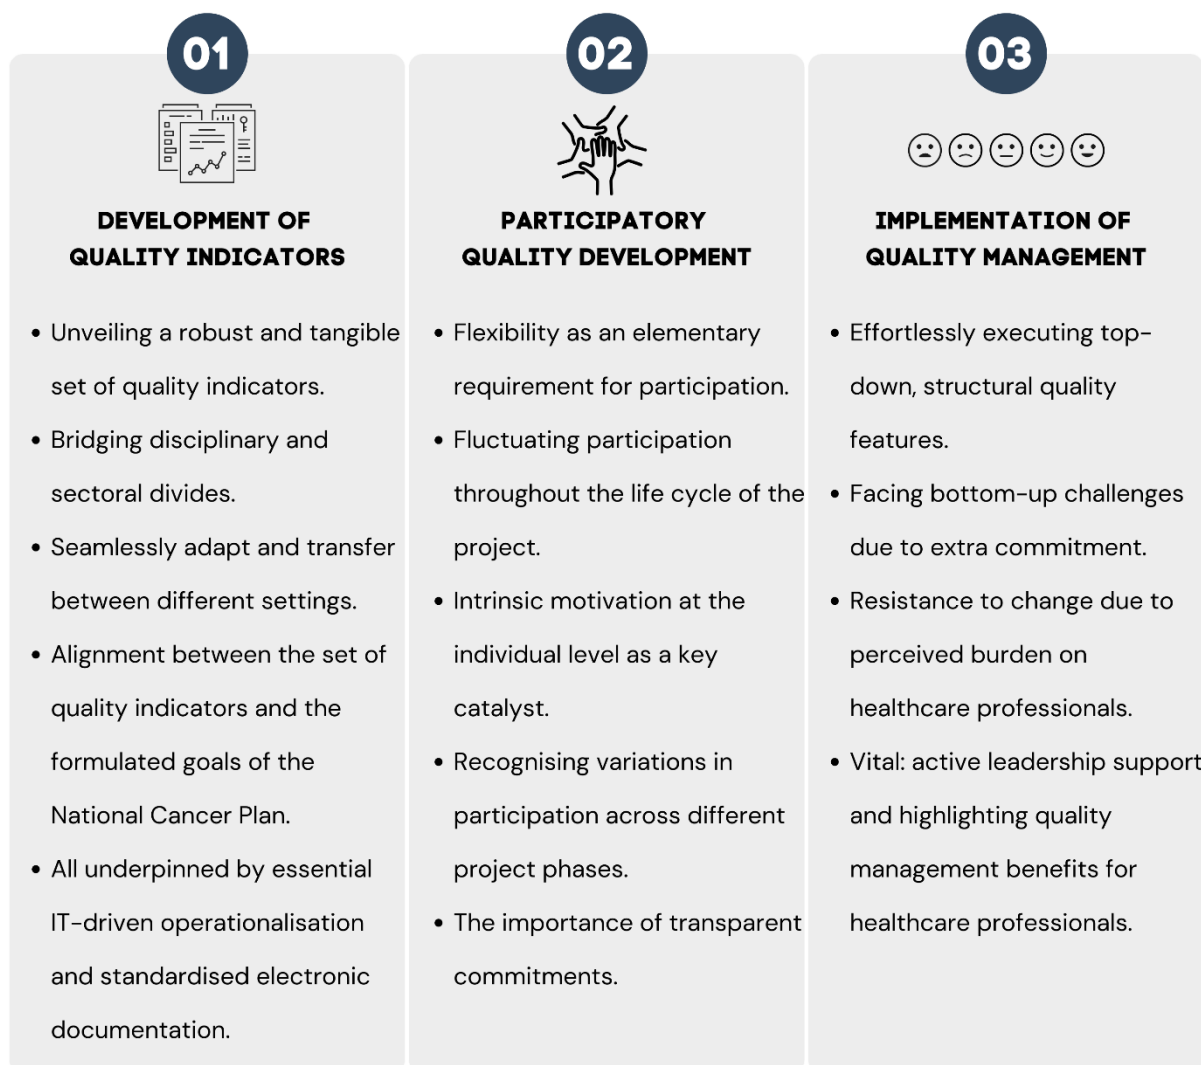 01
DEVELOPMENT OF
QUALITY INDICATORS
• Unveiling a robust and tangible
set of quality indicators.
• Bridging disciplinary and
sectoral divides.
• Seamlessly adapt and transfer
between different settings.
• Alignment between the set of
quality indicators and the
formulated goals of the
National Cancer Plan.
• All underpinned by essential
IT-driven operationalisation
and standardised electronic
documentation.
02
PARTICIPATORY
QUALITY DEVELOPMENT
• Flexibility as an elementary
requirement for participation.
• Fluctuating participation
throughout the life cycle of the
project.
• Intrinsic motivation at the
individual level as a key
catalyst.
• Recognising variations in
participation across different
project phases.
• The importance of transparent
commitments.
03
IMPLEMENTATION OF
QUALITY MANAGEMENT
• Effortlessly executing top-
down, structural quality
features.
• Facing bottom-up challenges
due to extra commitment.
• Resistance to change due to
perceived burden on
healthcare professionals.
• Vital: active leadership support
and highlighting quality
management benefits for
healthcare professionals.